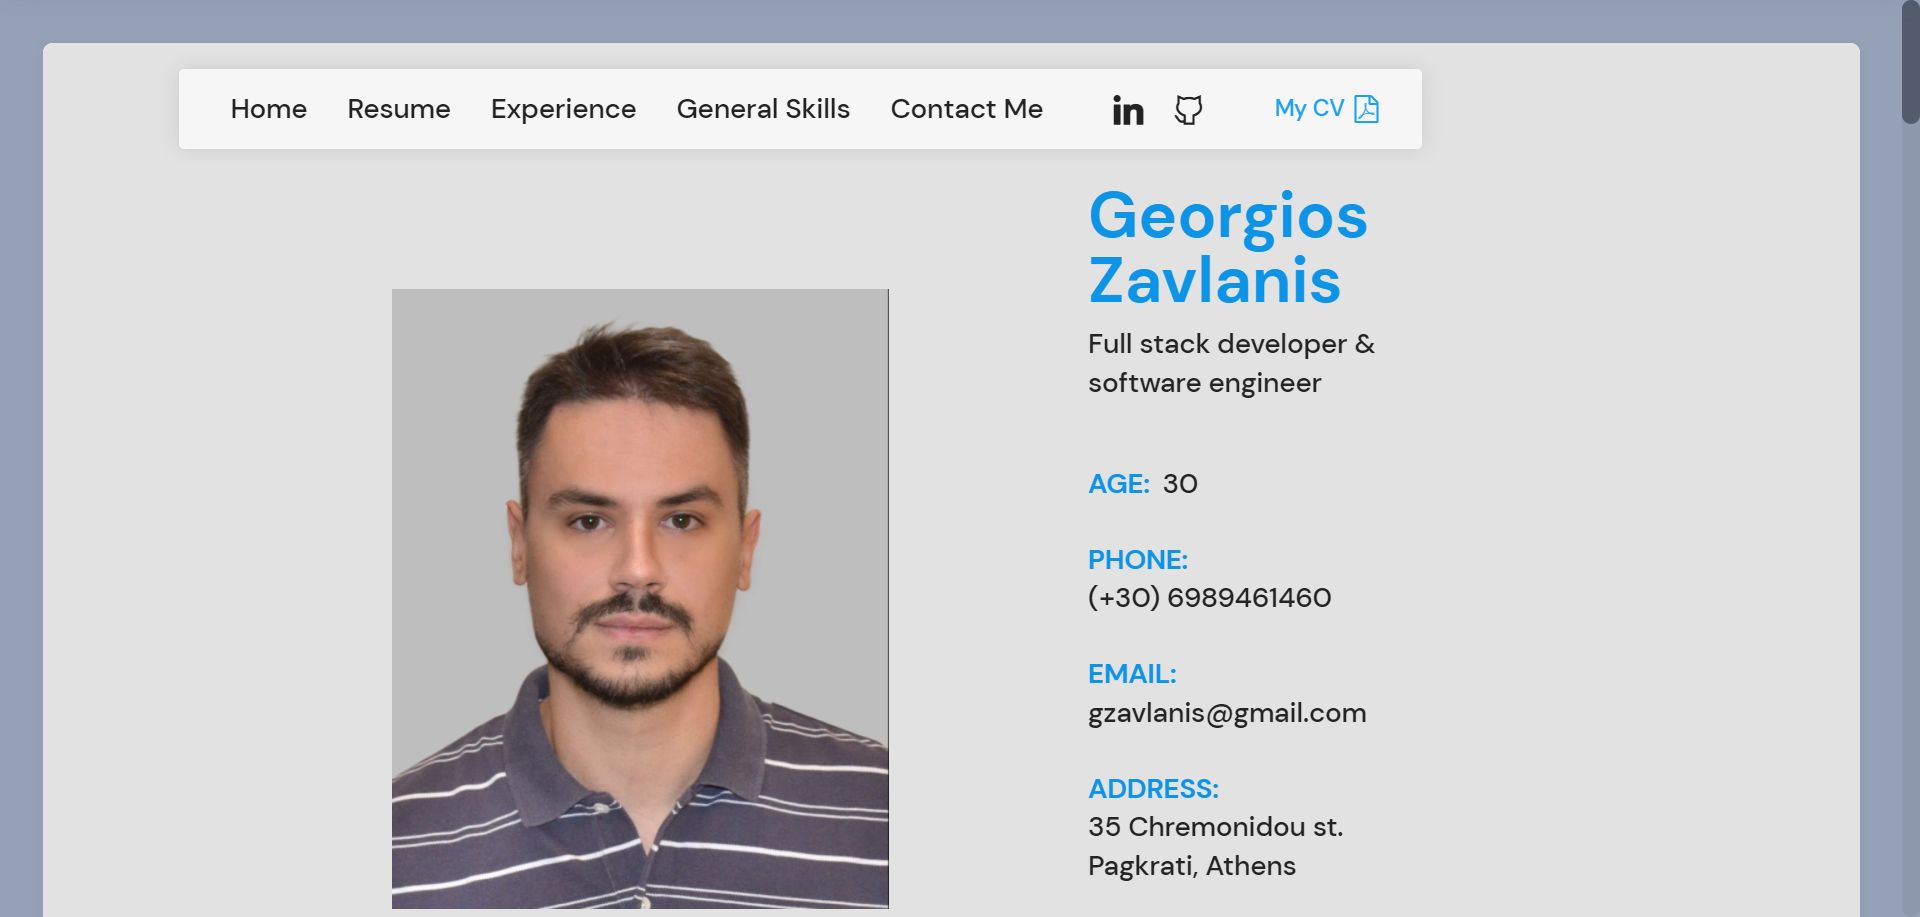 Home Resume Experience General Skills Contact Me in My CV
Georgios
Zavlanis
Full stack developer &
software engineer
AGE: 30
PHONE:
(+30) 6989461460
EMAIL:
gzavlanis@gmail.com
ADDRESS:
35 Chremonidou st.
Pagkrati, Athens